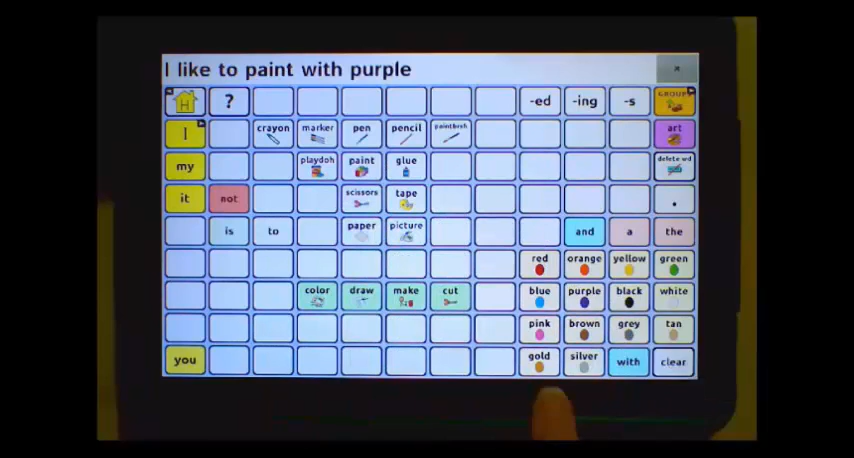 I like to paint with purple ×
H ? -ed -ing -s GROUPS
I crayon marker pen pencil paintbrsh art
my playdoh paint glue delete wd
it not scissors tape .
is to paper picture and a the
red orange yellow green
color draw make cut blue purple black white
pink brown grey tan
you gold silver with clear